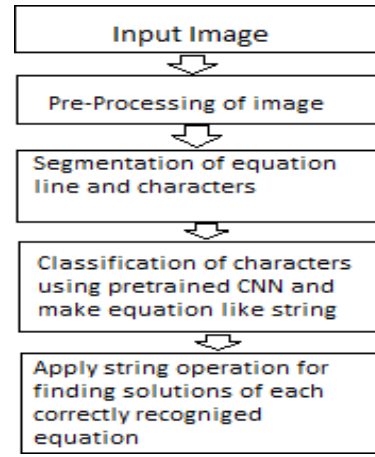 Input Image
Pre-Processing of image
Segmentation of equation
line and characters
Classification of characters
using pretrained CNN and
make equation like string
Apply string operation for
finding solutions of each
correctly recogniged
equation